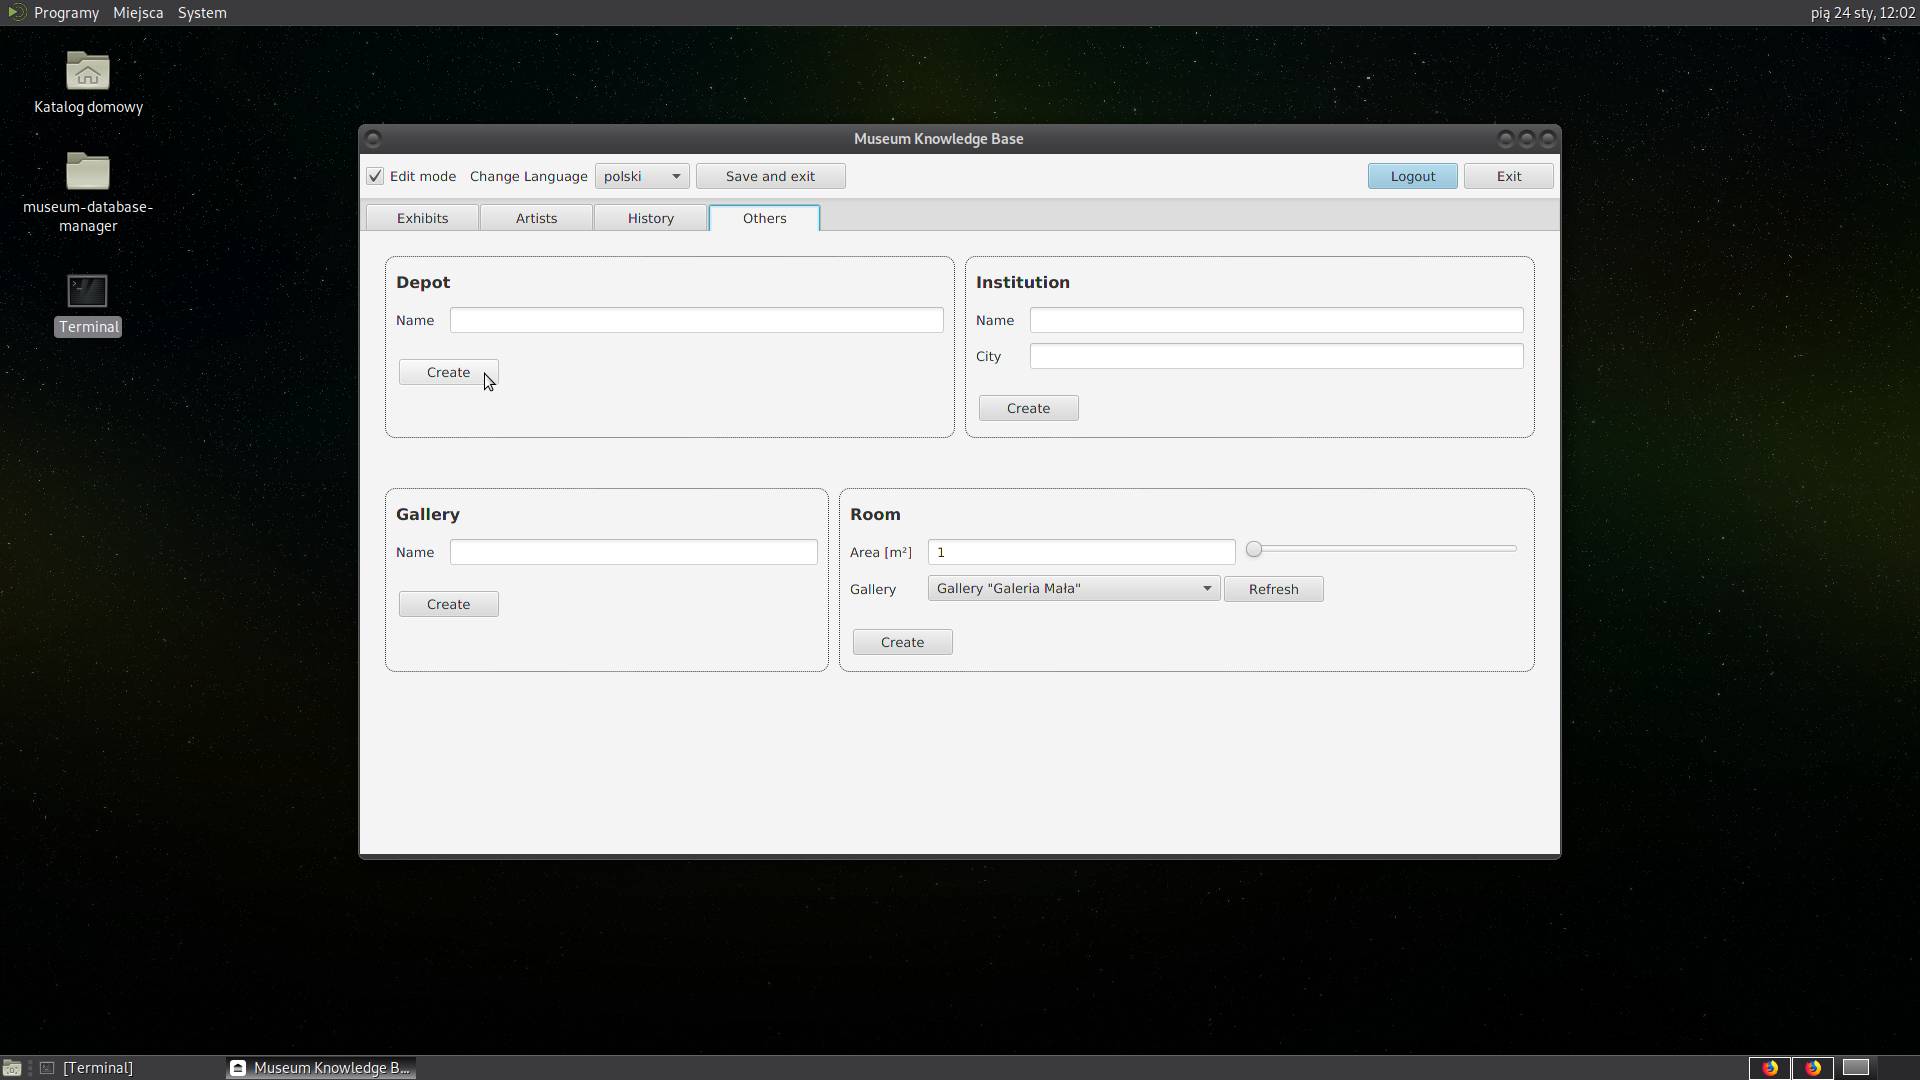 Programy Miejsca System pią 24 sty, 12:02
Katalog domowy
museum-database-
manager
Terminal
Museum Knowledge Base
Edit mode Change Language polski Save and exit Logout Exit
Exhibits Artists History Others
Depot
Name
Create
Institution
Name
City
Create
Gallery
Name
Create
Room
Area [m²] 1
Gallery Gallery "Galeria Mała" Refresh
Create
[Terminal] Museum Knowledge B...